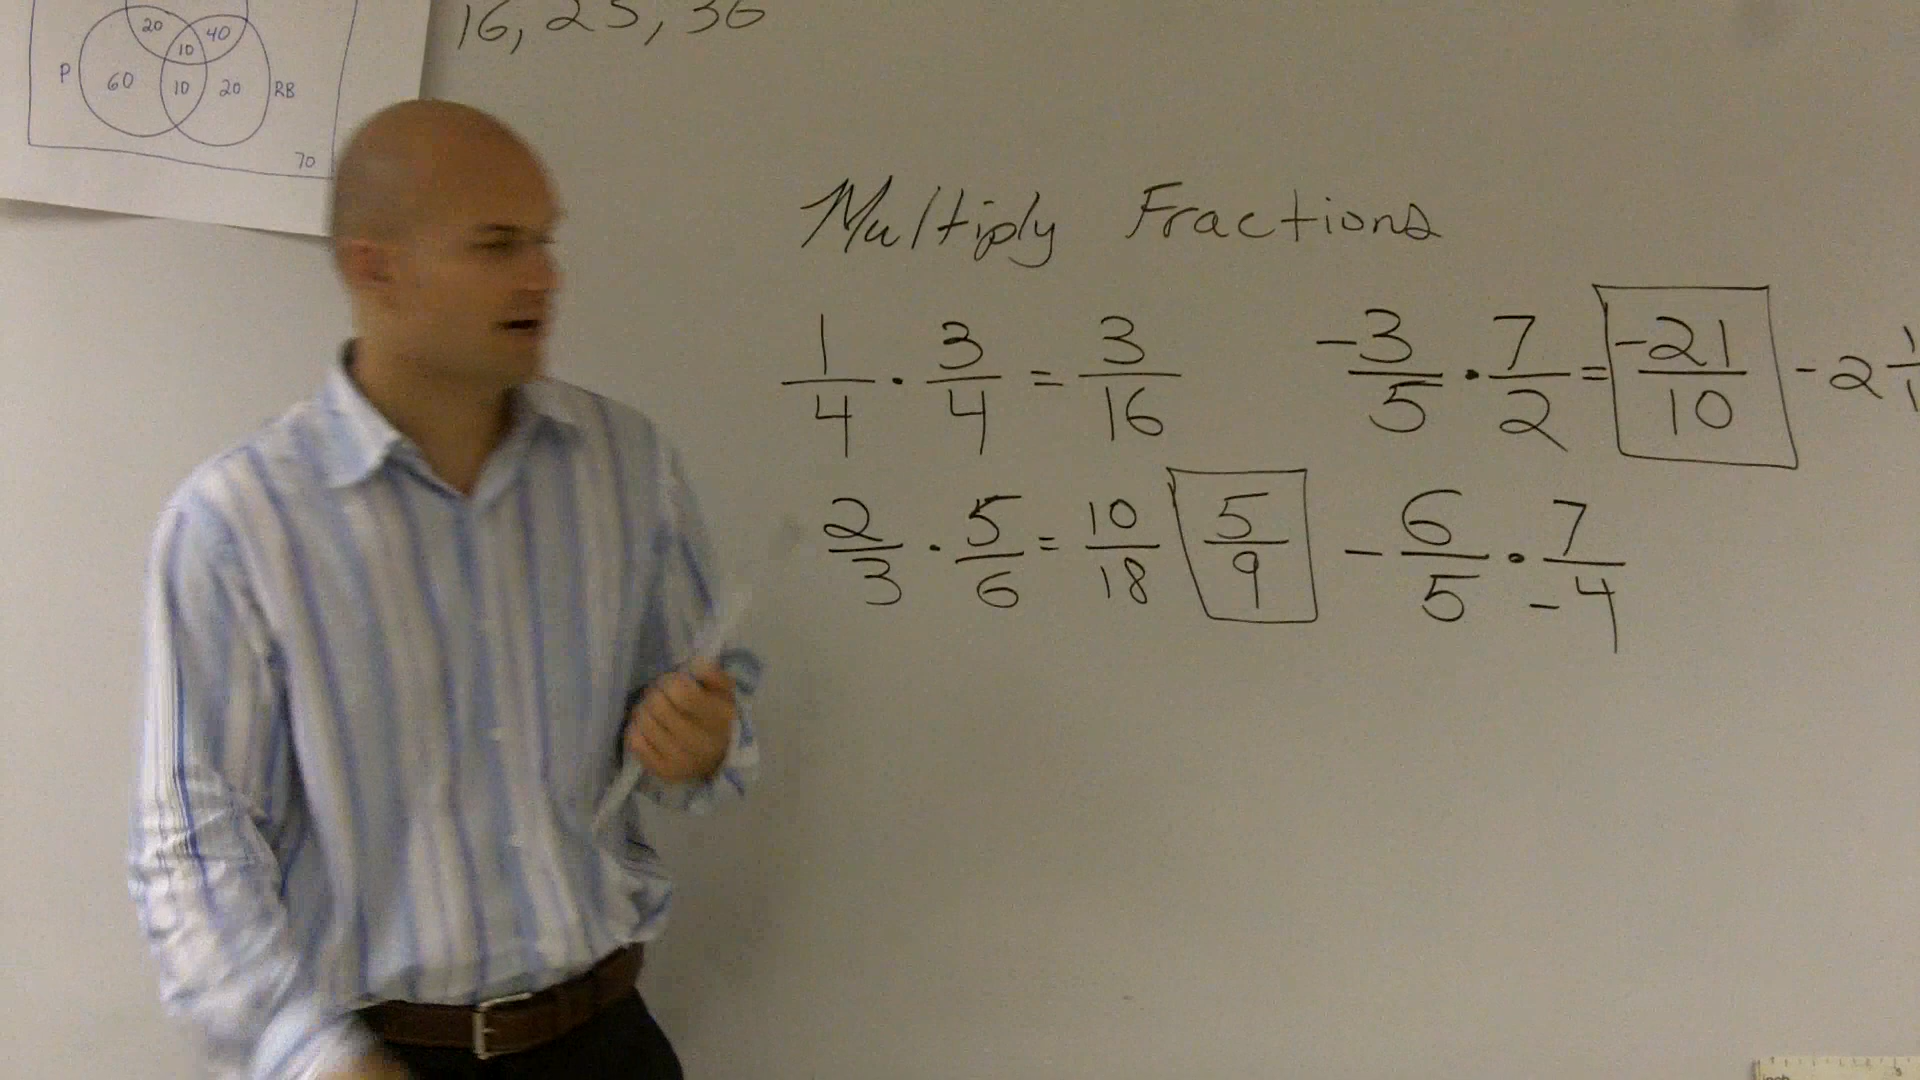 20 40
10
P 60 10 20 RB
70
16, 25, 36
Multiply Fractions
1/4 · 3/4 = 3/16
-3/5 · 7/2 = -21/10 -2 1/1
2/3 · 5/6 = 10/18 5/9
- 6/5 · 7/-4